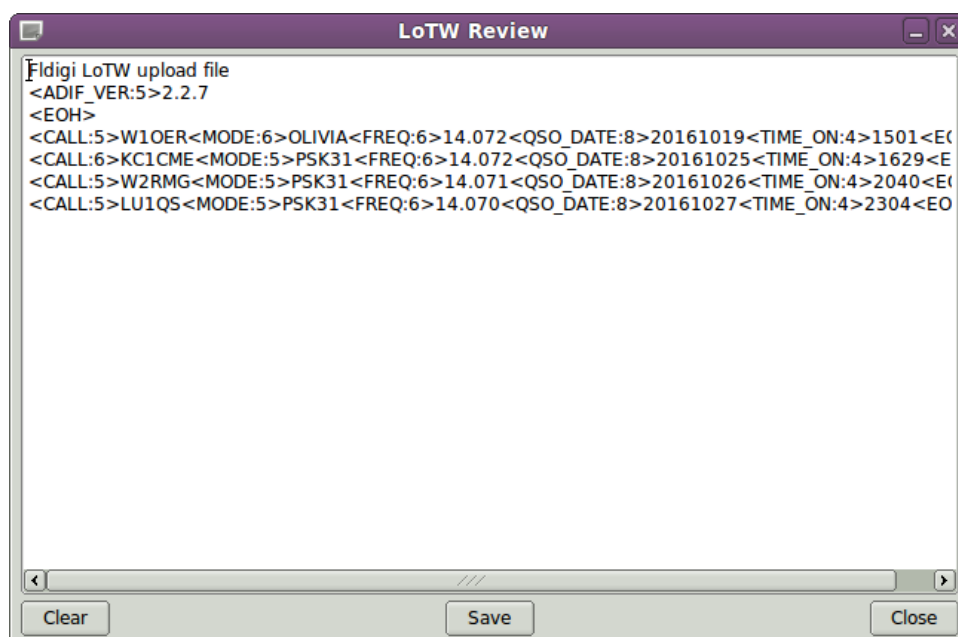 LoTW Review
Fldigi LoTW upload file
<ADIF_VER:5>2.2.7
<EOH>
<CALL:5>W1OER<MODE:6>OLIVIA<FREQ:6>14.072<QSO_DATE:8>20161019<TIME_ON:4>1501<E
<CALL:6>KC1CME<MODE:5>PSK31<FREQ:6>14.072<QSO_DATE:8>20161025<TIME_ON:4>1629<E
<CALL:5>W2RMG<MODE:5>PSK31<FREQ:6>14.071<QSO_DATE:8>20161026<TIME_ON:4>2040<E
<CALL:5>LU1QS<MODE:5>PSK31<FREQ:6>14.070<QSO_DATE:8>20161027<TIME_ON:4>2304<EO
Clear Save Close